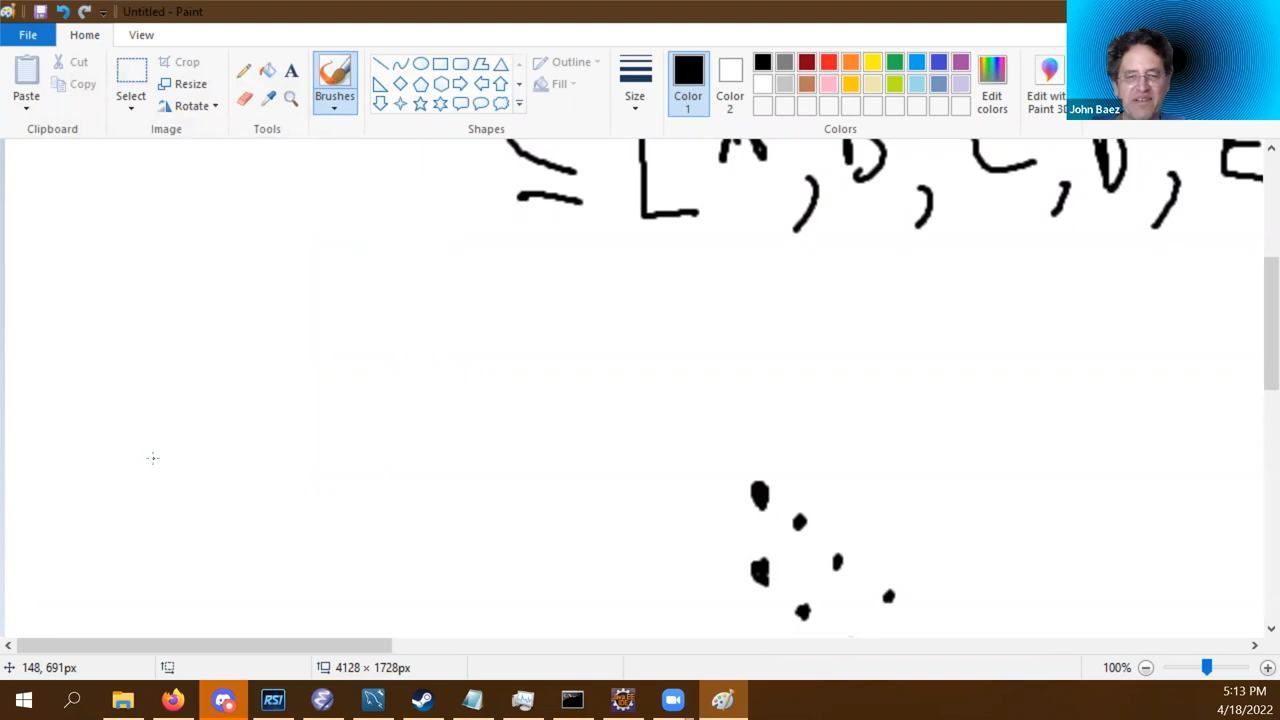 Untitled - Paint
File Home View
Paste
Cut
Copy
Clipboard
Select
Crop
Resize
Rotate
Image
Tools
Brushes
Shapes
Outline
Fill
Size
Color 1
Color 2
Colors
Edit colors
Edit with Paint 3D
John Baez
= [ A, B, C, D, E
148, 691px
4128 × 1728px
100%
RSI
5:13 PM
4/18/2022